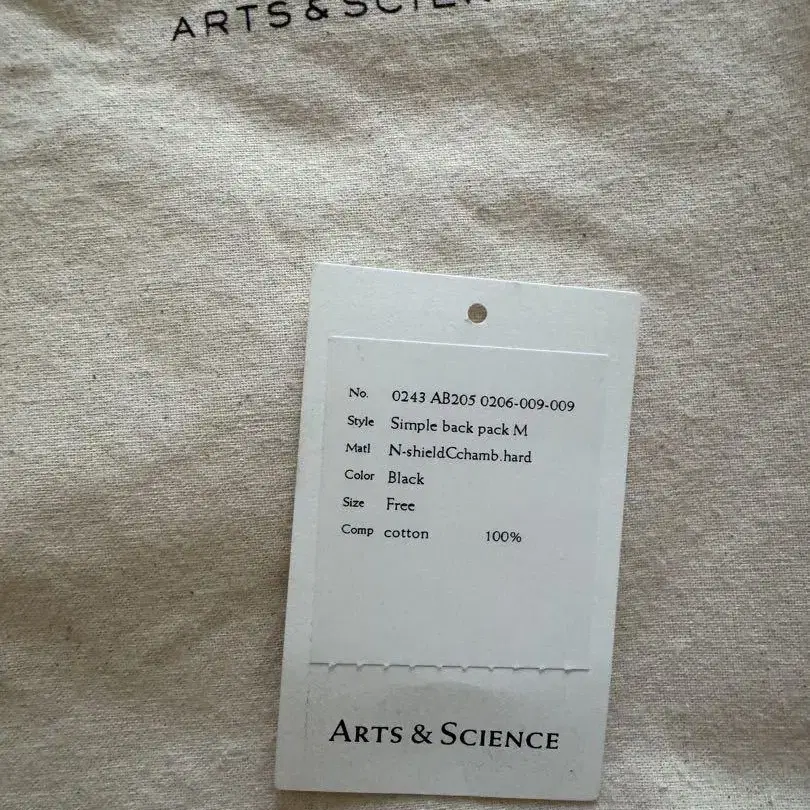 ARTS & SCIEN
No. 0243 AB205 0206-009-009
Style Simple back pack M
Matl N-shieldCchamb.hard
Color Black
Size Free
Comp cotton 100%
ARTS & SCIENCE